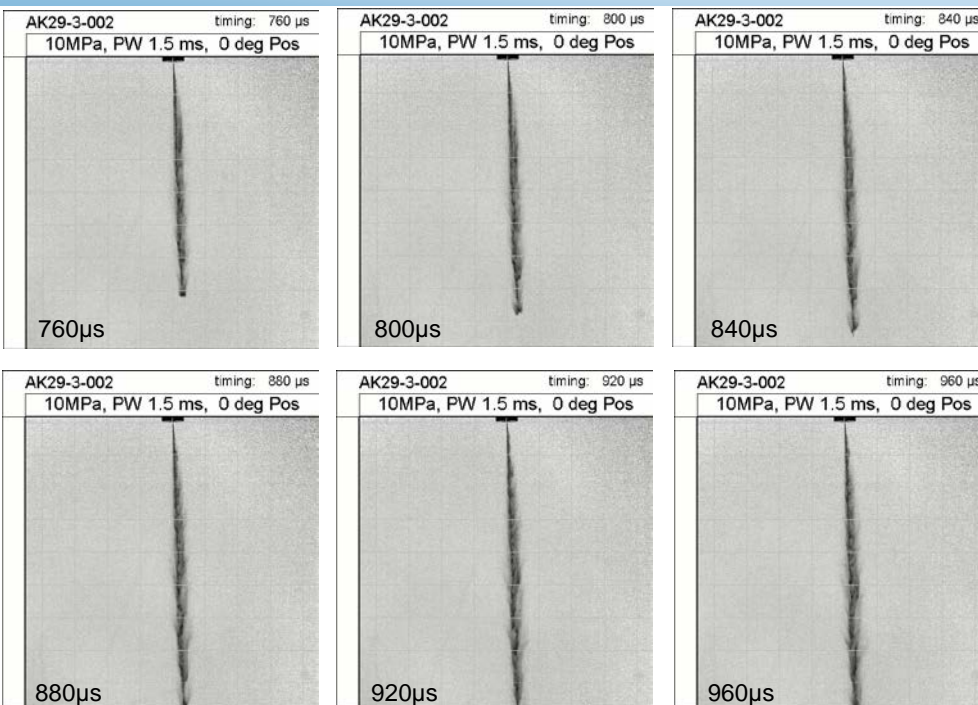 AK29-3-002 timing: 760 µs
10MPa, PW 1.5 ms, 0 deg Pos
760µs
AK29-3-002 timing: 800 µs
10MPa, PW 1.5 ms, 0 deg Pos
800µs
AK29-3-002 timing: 840 µs
10MPa, PW 1.5 ms, 0 deg Pos
840µs
AK29-3-002 timing: 880 µs
10MPa, PW 1.5 ms, 0 deg Pos
880µs
AK29-3-002 timing: 920 µs
10MPa, PW 1.5 ms, 0 deg Pos
920µs
AK29-3-002 timing: 960 µs
10MPa, PW 1.5 ms, 0 deg Pos
960µs